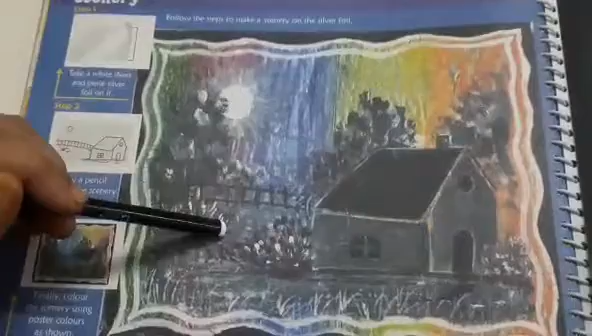 Scenery
Follow the steps to make a scenery on the silver foil.
Step 1
Take a white sheet
and paste silver
foil on it.
Step 2
a pencil
scenery
Finally, colour
the scenery using
poster colours
as shown.